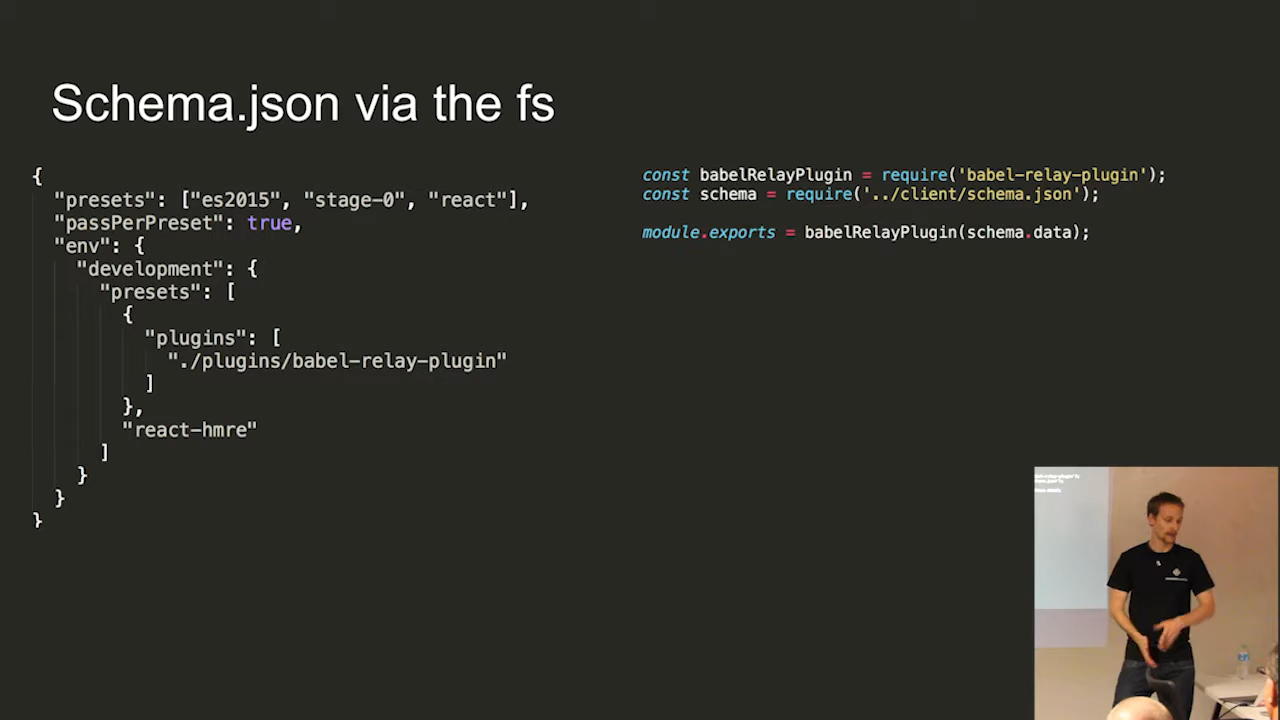 Schema.json via the fs
{
"presets": ["es2015", "stage-0", "react"],
"passPerPreset": true,
"env": {
"development": {
"presets": [
{
"plugins": [
"./plugins/babel-relay-plugin"
]
},
"react-hmre"
]
}
}
}
const babelRelayPlugin = require('babel-relay-plugin');
const schema = require('../client/schema.json');
module.exports = babelRelayPlugin(schema.data);